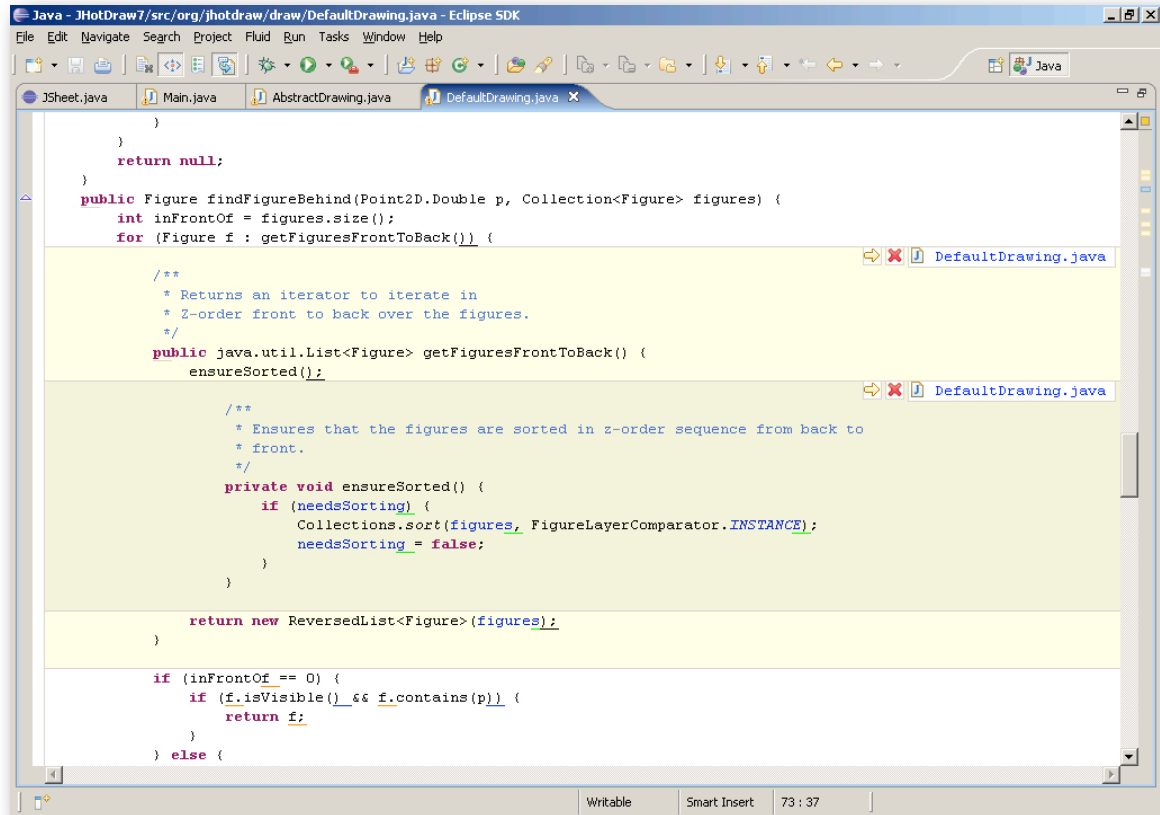 Java - JHotDraw7/src/org/jhotdraw/draw/DefaultDrawing.java - Eclipse SDK
File Edit Navigate Search Project Fluid Run Tasks Window Help
Java
JSheet.java Main.java AbstractDrawing.java DefaultDrawing.java
}
}
return null;
}
public Figure findFigureBehind(Point2D.Double p, Collection<Figure> figures) {
int inFrontOf = figures.size();
for (Figure f : getFiguresFrontToBack()) {
DefaultDrawing.java
/**
* Returns an iterator to iterate in
* Z-order front to back over the figures.
*/
public java.util.List<Figure> getFiguresFrontToBack() {
ensureSorted();
DefaultDrawing.java
/**
* Ensures that the figures are sorted in z-order sequence from back to
* front.
*/
private void ensureSorted() {
if (needsSorting) {
Collections.sort(figures, FigureLayerComparator.INSTANCE);
needsSorting = false;
}
}
return new ReversedList<Figure>(figures);
}
if (inFrontOf == 0) {
if (f.isVisible() && f.contains(p)) {
return f;
}
} else {
Writable Smart Insert 73 : 37